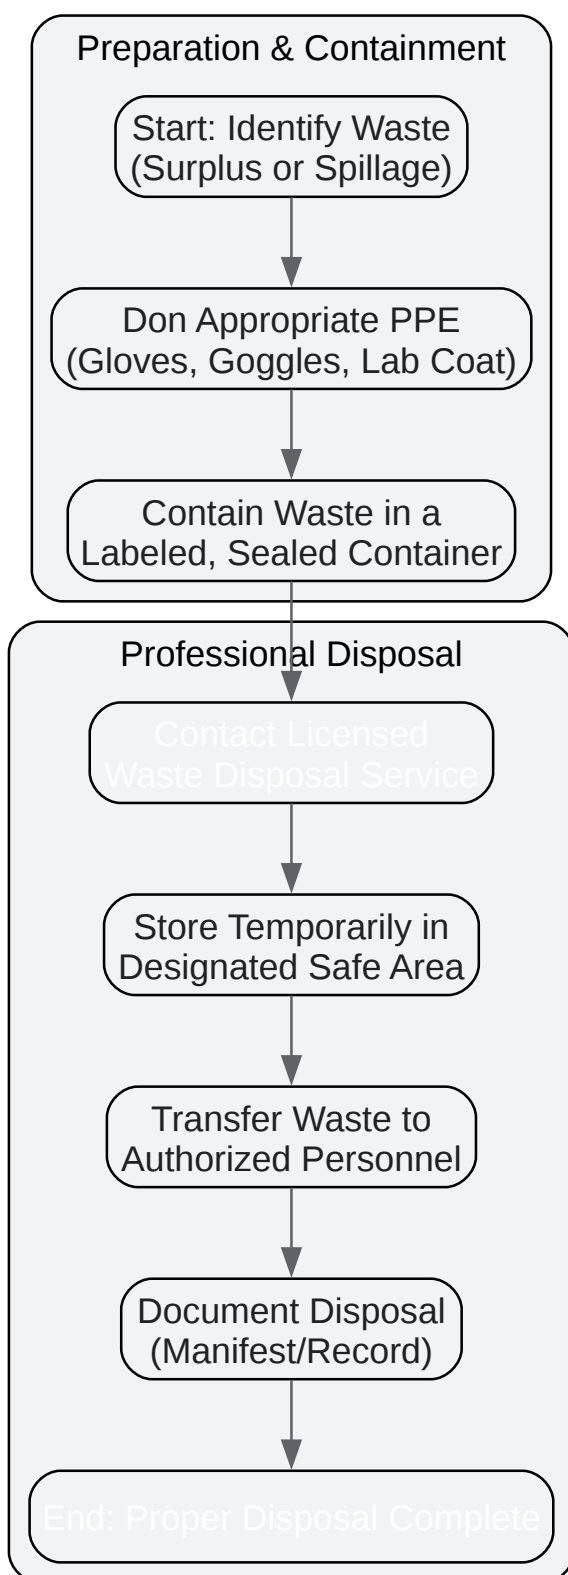 Preparation & Containment
Start: Identify Waste
(Surplus or Spillage)
Don Appropriate PPE
(Gloves, Goggles, Lab Coat)
Contain Waste in a
Labeled, Sealed Container
Professional Disposal
Contact Licensed
Waste Disposal Service
Store Temporarily in
Designated Safe Area
Transfer Waste to
Authorized Personnel
Document Disposal
(Manifest/Record)
End: Proper Disposal Complete